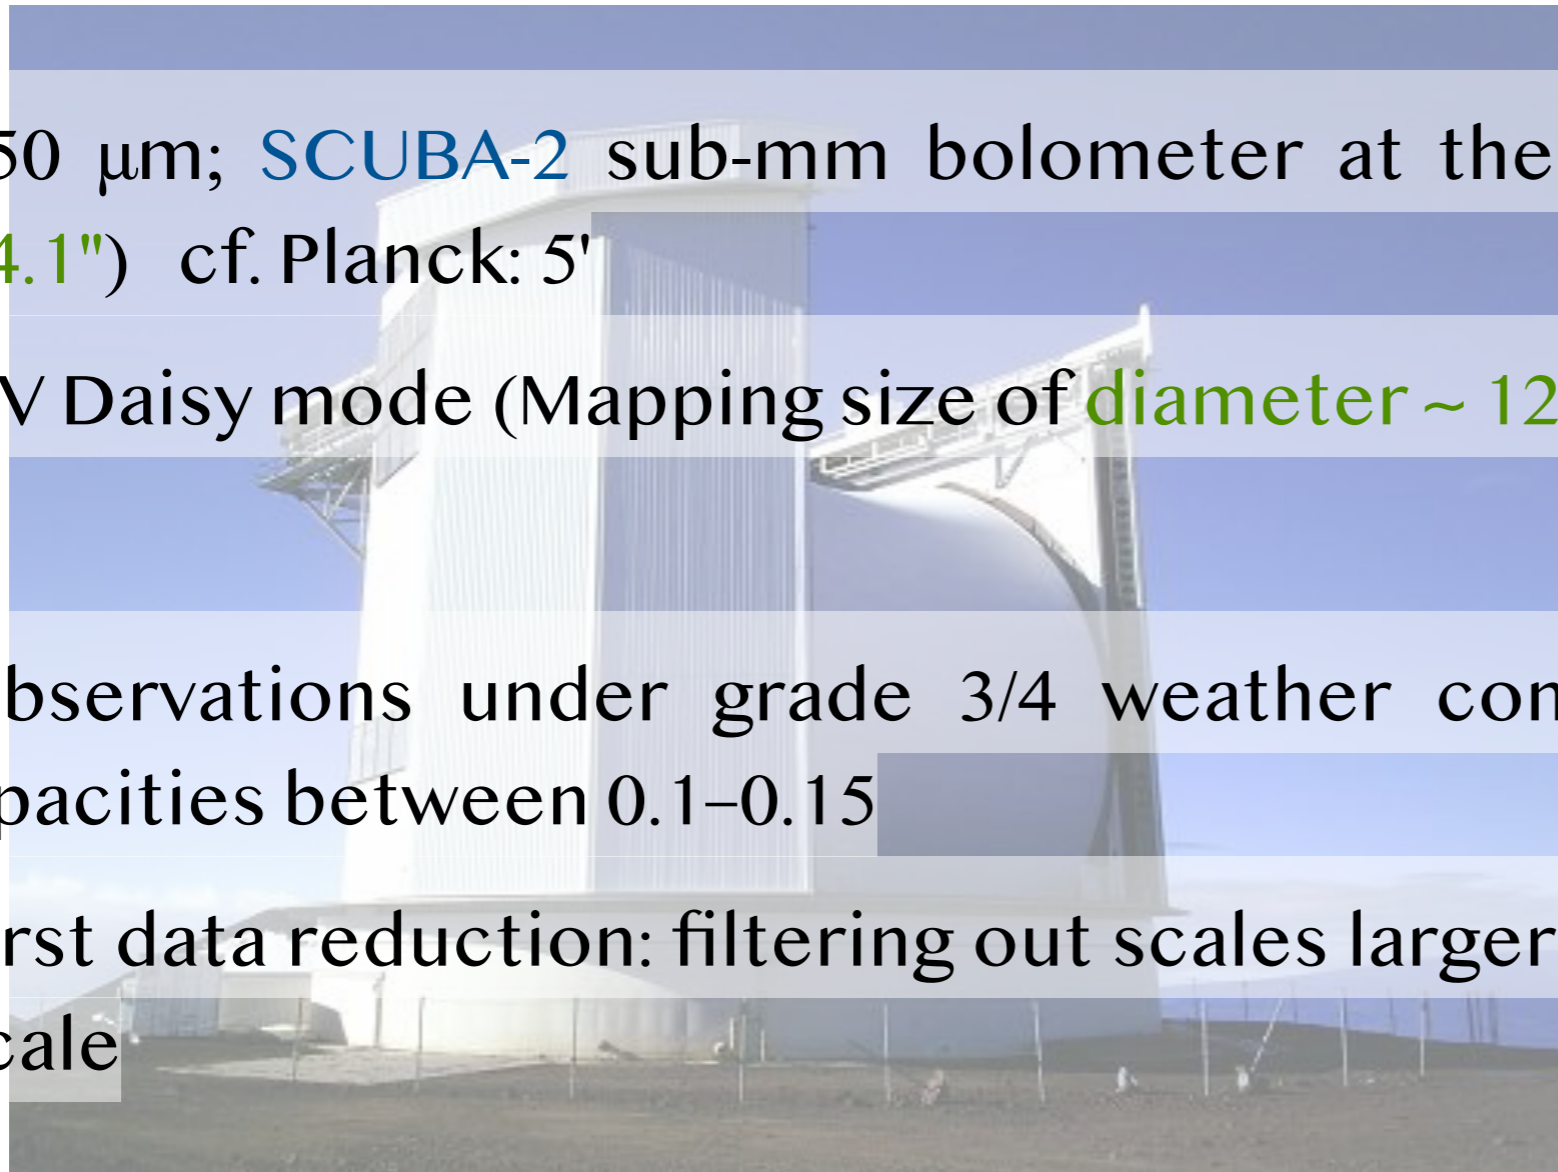 50 μm; SCUBA-2 sub-mm bolometer at the
4.1") cf. Planck: 5'
V Daisy mode (Mapping size of diameter ~ 12
bservations under grade 3/4 weather con
pacities between 0.1–0.15
rst data reduction: filtering out scales larger
cale